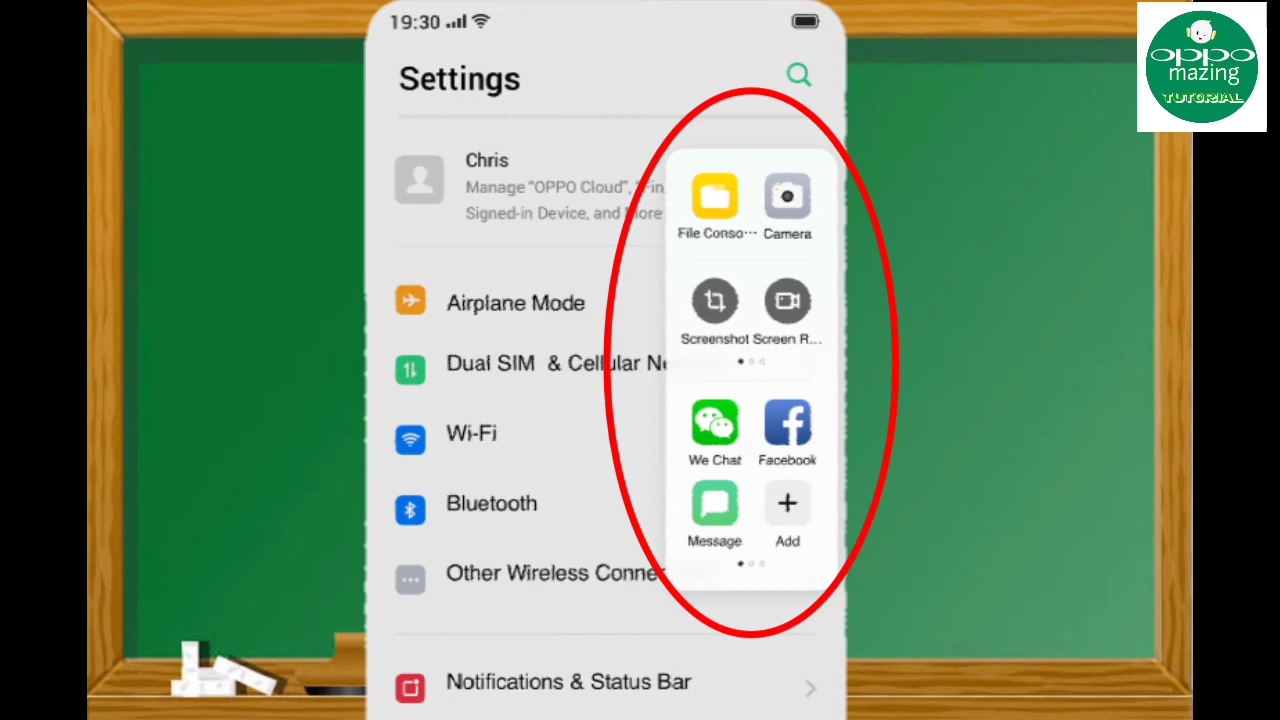 19:30
Settings
Chris
Manage "OPPO Cloud", "Fin
Signed-in Device, and More
Airplane Mode
Dual SIM & Cellular Ne
Wi-Fi
Bluetooth
Other Wireless Connec
Notifications & Status Bar
File Conso... Camera
Screenshot Screen R...
We Chat Facebook
Message Add
oppo
mazing
TUTORIAL